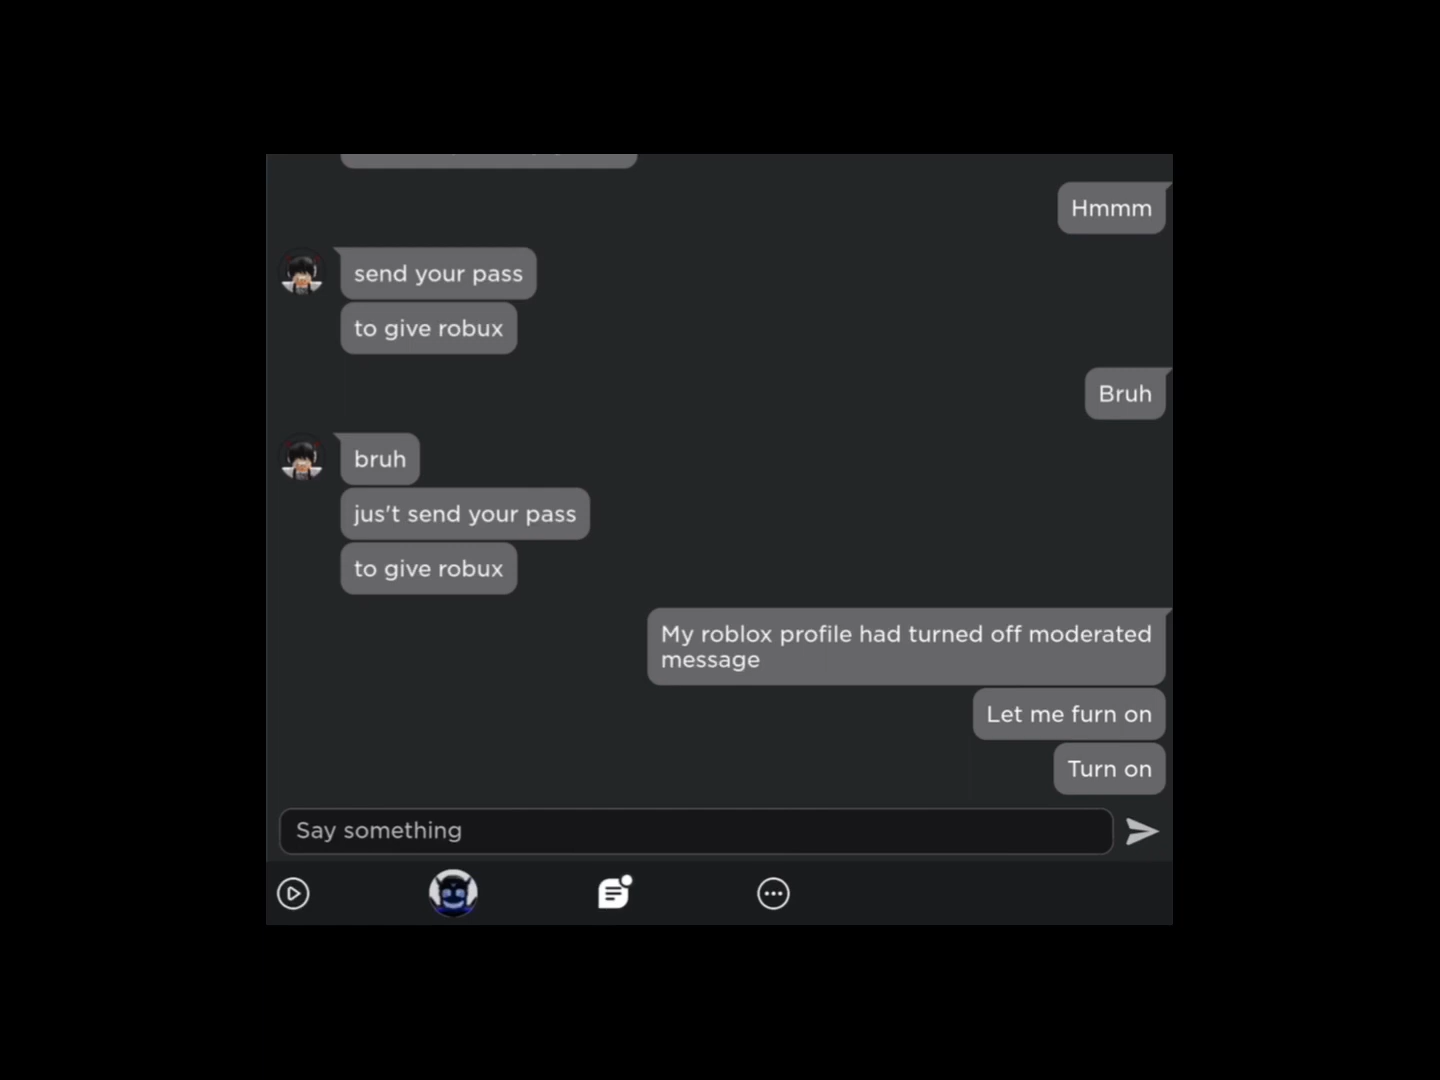 Hmmm
send your pass
to give robux
Bruh
bruh
jus't send your pass
to give robux
My roblox profile had turned off moderated
message
Let me furn on
Turn on
Say something